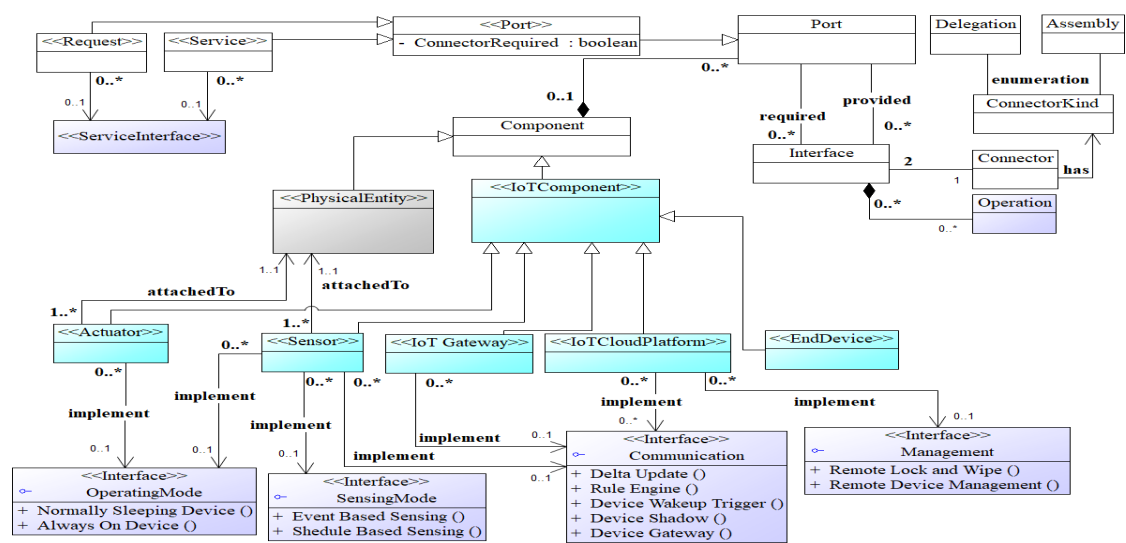 <<Port>>
Port
Delegation
Assembly
<<Request>>
<<Service>>
- ConnectorRequired : boolean
0..*
0..*
0..*
enumeration
0..1
0..1
0..1
provided
ConnectorKind
<<ServiceInterface>>
Component
required
0..*
0..*
Interface
2
1
Connector
has
<<PhysicalEntity>>
<<IoTComponent>>
0..*
Operation
0..*
1..1
1..1
attachedTo
attachedTo
1..*
1..*
<<Actuator>>
<<Sensor>>
<<IoT Gateway>>
<<IoTCloudPlatform>>
<<EndDevice>>
0..*
0..*
0..*
0..*
0..*
0..*
0..*
implement
implement
implement
implement
implement
implement
implement
0..1
0..1
0..1
0..1
0..1
0..*
0..1
<<Interface>>
OperatingMode
+ Normally Sleeping Device ()
+ Always On Device ()
<<Interface>>
SensingMode
+ Event Based Sensing ()
+ Shedule Based Sensing ()
<<Interface>>
Communication
+ Delta Update ()
+ Rule Engine ()
+ Device Wakeup Trigger ()
+ Device Shadow ()
+ Device Gateway ()
<<Interface>>
Management
+ Remote Lock and Wipe ()
+ Remote Device Management ()